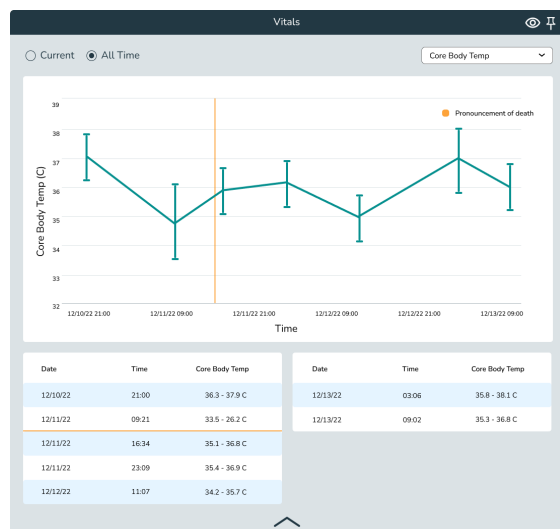 Vitals
Current
All Time
Core Body Temp
39
38
37
36
35
34
33
32
Core Body Temp (C)
Pronouncement of death
12/10/22 21:00
12/11/22 09:00
12/11/22 21:00
12/12/22 09:00
12/12/22 21:00
12/13/22 09:00
Time
Date Time Core Body Temp
12/10/22 21:00 36.3 - 37.9 C
12/11/22 09:21 33.5 - 26.2 C
12/11/22 16:34 35.1 - 36.8 C
12/11/22 23:09 35.4 - 36.9 C
12/12/22 11:07 34.2 - 35.7 C
Date Time Core Body Temp
12/13/22 03:06 35.8 - 38.1 C
12/13/22 09:02 35.3 - 36.8 C